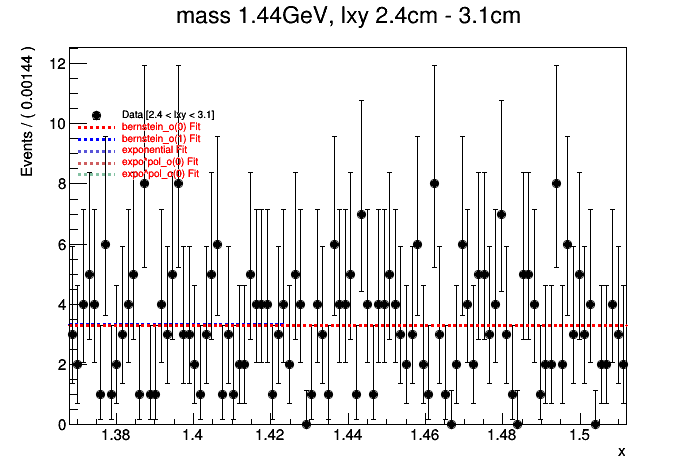 mass 1.44GeV, lxy 2.4cm - 3.1cm
Events / ( 0.00144 )
12
10
8
6
4
2
0
Data [2.4 < lxy < 3.1]
bernstein_o(0) Fit
bernstein_o(1) Fit
exponential Fit
expo*pol_o(0) Fit
expo*pol_o(0) Fit
1.38 1.4 1.42 1.44 1.46 1.48 1.5
x